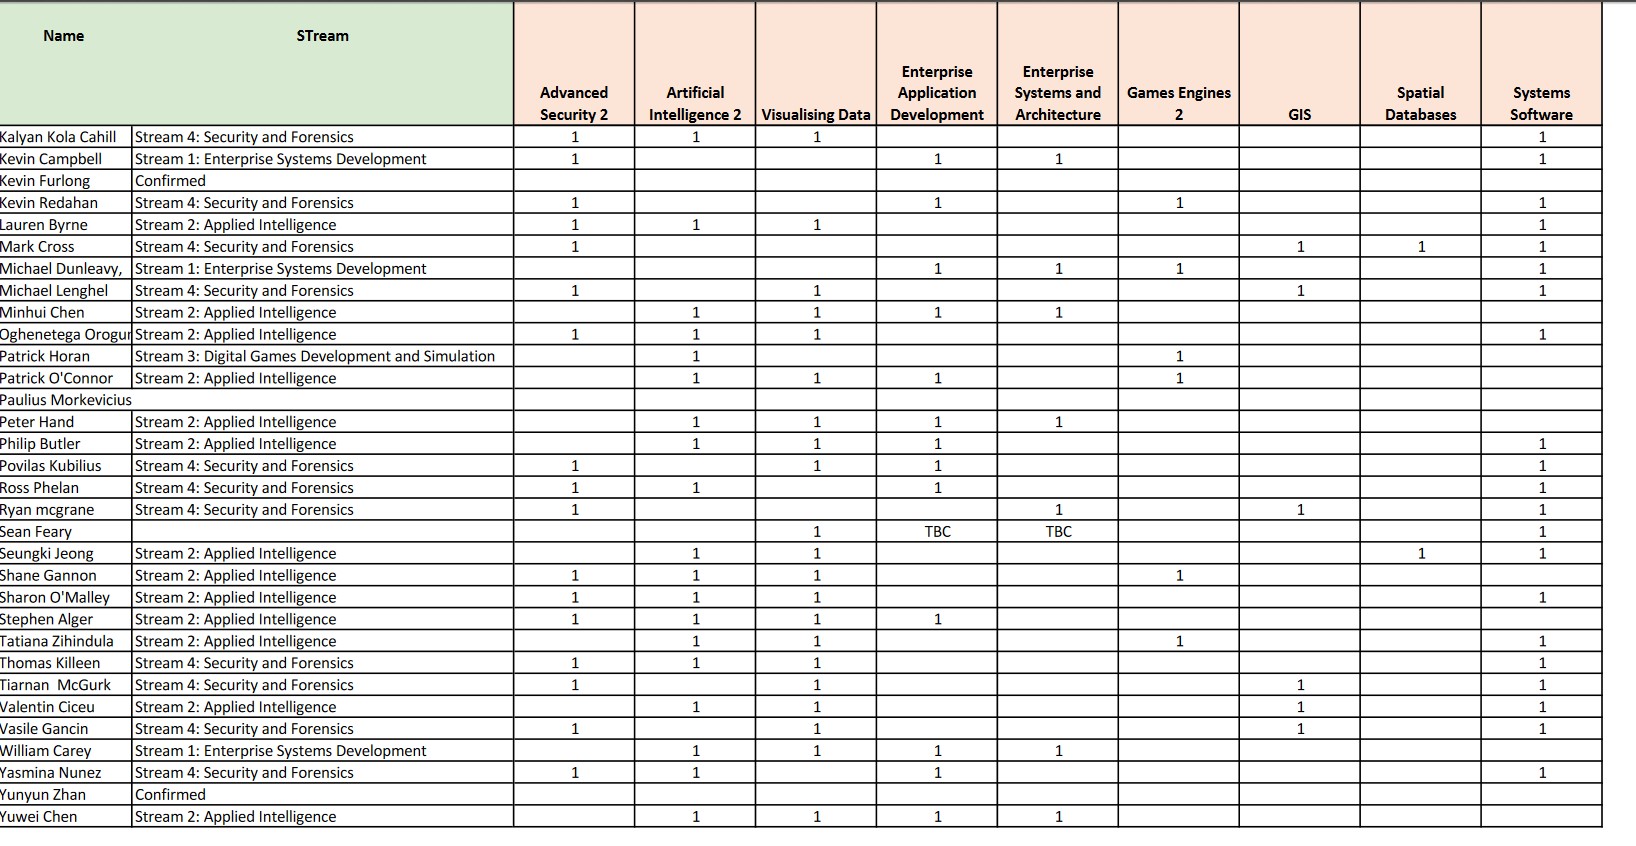 Name STream Advanced Security 2 Artificial Intelligence 2 Visualising Data Enterprise Application Development Enterprise Systems and Architecture Games Engines 2 GIS Spatial Databases Systems Software
Kalyan Kola Cahill Stream 4: Security and Forensics 1 1 1 1
Kevin Campbell Stream 1: Enterprise Systems Development 1 1 1 1
Kevin Furlong Confirmed
Kevin Redahan Stream 4: Security and Forensics 1 1 1 1
Lauren Byrne Stream 2: Applied Intelligence 1 1 1 1
Mark Cross Stream 4: Security and Forensics 1 1 1 1
Michael Dunleavy, Stream 1: Enterprise Systems Development 1 1 1 1
Michael Lenghel Stream 4: Security and Forensics 1 1 1 1
Minhui Chen Stream 2: Applied Intelligence 1 1 1 1
Oghenetega Orogun Stream 2: Applied Intelligence 1 1 1 1
Patrick Horan Stream 3: Digital Games Development and Simulation 1 1
Patrick O'Connor Stream 2: Applied Intelligence 1 1 1 1
Paulius Morkevicius
Peter Hand Stream 2: Applied Intelligence 1 1 1 1
Philip Butler Stream 2: Applied Intelligence 1 1 1 1
Povilas Kubilius Stream 4: Security and Forensics 1 1 1 1
Ross Phelan Stream 4: Security and Forensics 1 1 1 1
Ryan mcgrane Stream 4: Security and Forensics 1 1 1 1
Sean Feary 1 TBC TBC 1
Seungki Jeong Stream 2: Applied Intelligence 1 1 1 1
Shane Gannon Stream 2: Applied Intelligence 1 1 1 1
Sharon O'Malley Stream 2: Applied Intelligence 1 1 1 1
Stephen Alger Stream 2: Applied Intelligence 1 1 1 1
Tatiana Zihindula Stream 2: Applied Intelligence 1 1 1 1
Thomas Killeen Stream 4: Security and Forensics 1 1 1 1
Tiarnan McGurk Stream 4: Security and Forensics 1 1 1 1
Valentin Ciceu Stream 2: Applied Intelligence 1 1 1 1
Vasile Gancin Stream 4: Security and Forensics 1 1 1 1
William Carey Stream 1: Enterprise Systems Development 1 1 1 1
Yasmina Nunez Stream 4: Security and Forensics 1 1 1 1
Yunyun Zhan Confirmed
Yuwei Chen Stream 2: Applied Intelligence 1 1 1 1